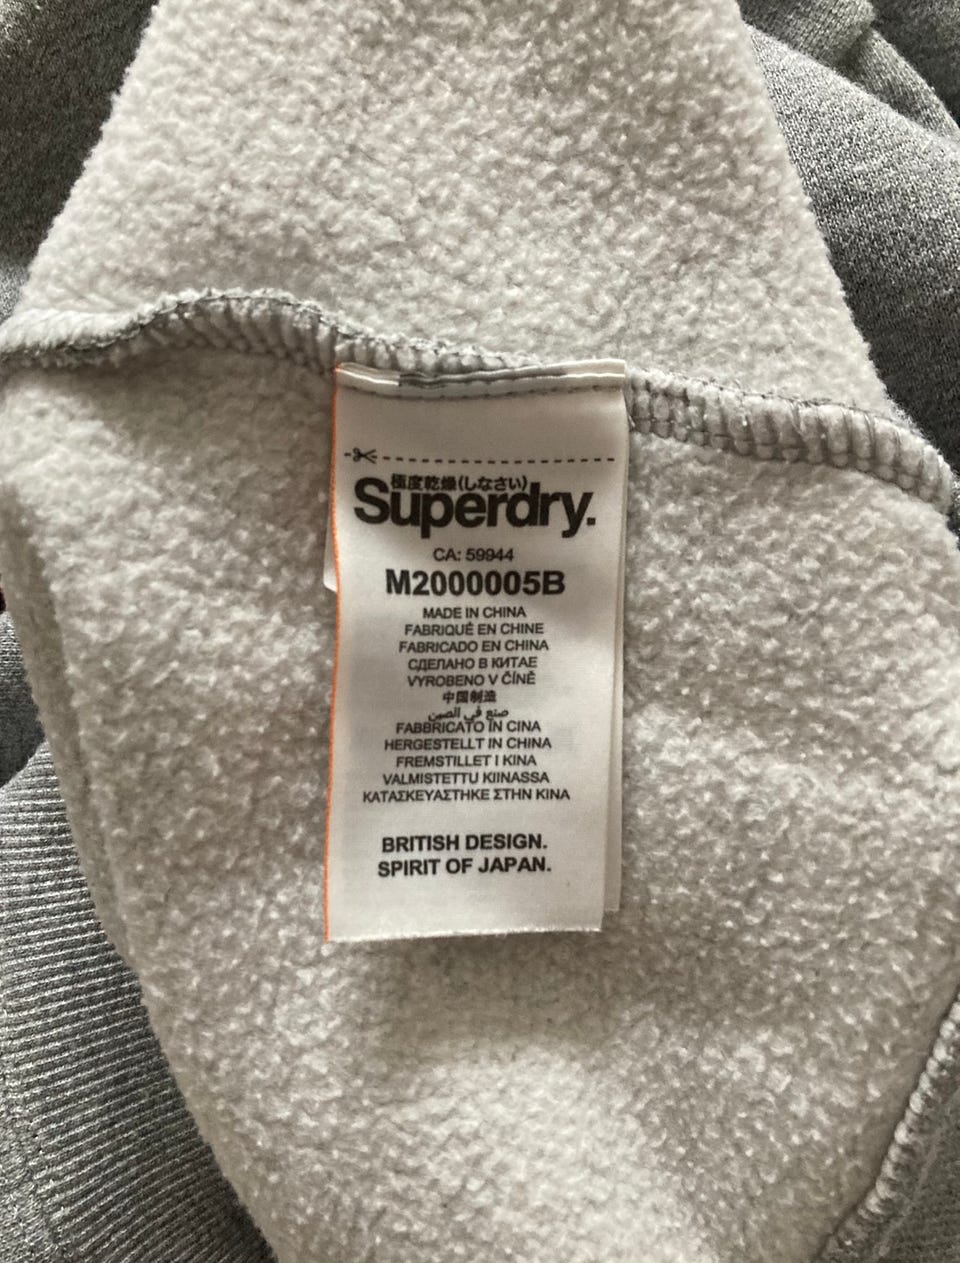 極度乾燥(しなさい)
Superdry.
CA: 59944
M2000005B
MADE IN CHINA
FABRIQUÉ EN CHINE
FABRICADO EN CHINA
СДЕЛАНО В КИТАЕ
VYROBENO V ČÍNĚ
中国制造
صنع في الصين
FABBRICATO IN CINA
HERGESTELLT IN CHINA
FREMSTILLET I KINA
VALMISTETTU KIINASSA
ΚΑΤΑΣΚΕΥΑΣΤΗΚΕ ΣΤΗΝ ΚΙΝΑ
BRITISH DESIGN.
SPIRIT OF JAPAN.